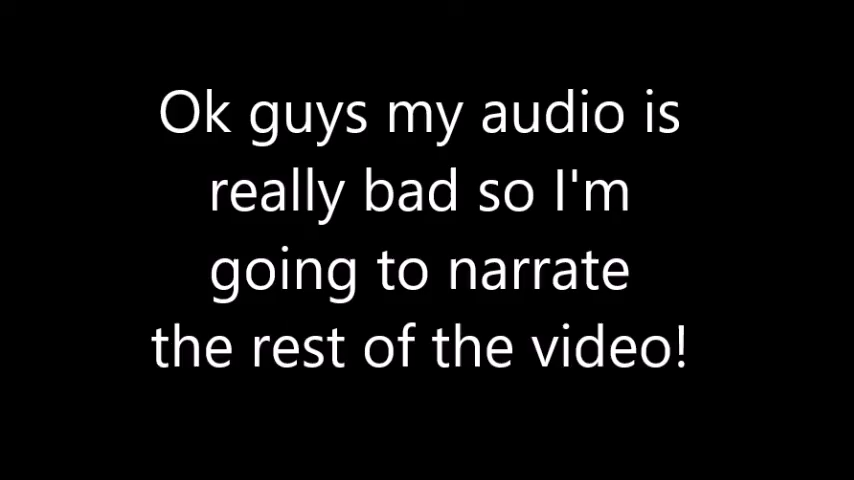 Ok guys my audio is
really bad so I'm
going to narrate
the rest of the video!